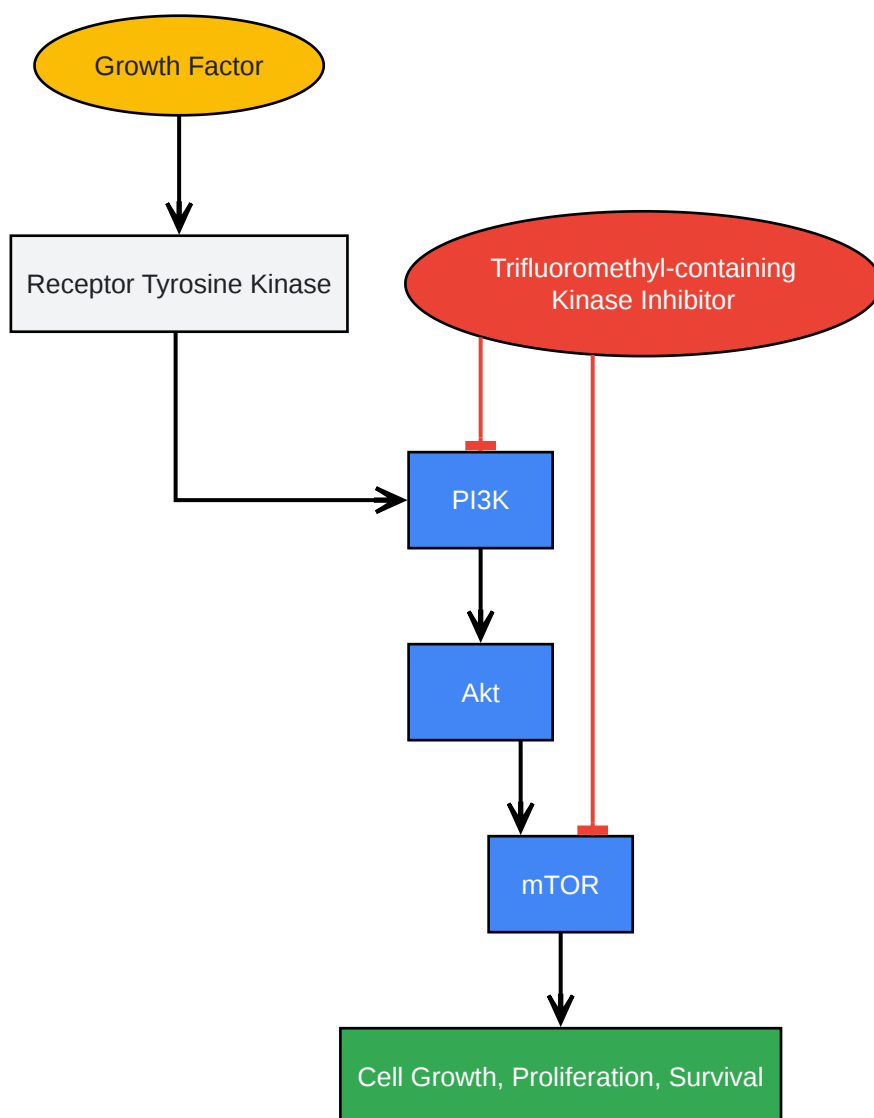 Growth Factor
Receptor Tyrosine Kinase
Trifluoromethyl-containing
Kinase Inhibitor
PI3K
Akt
mTOR
Cell Growth, Proliferation, Survival